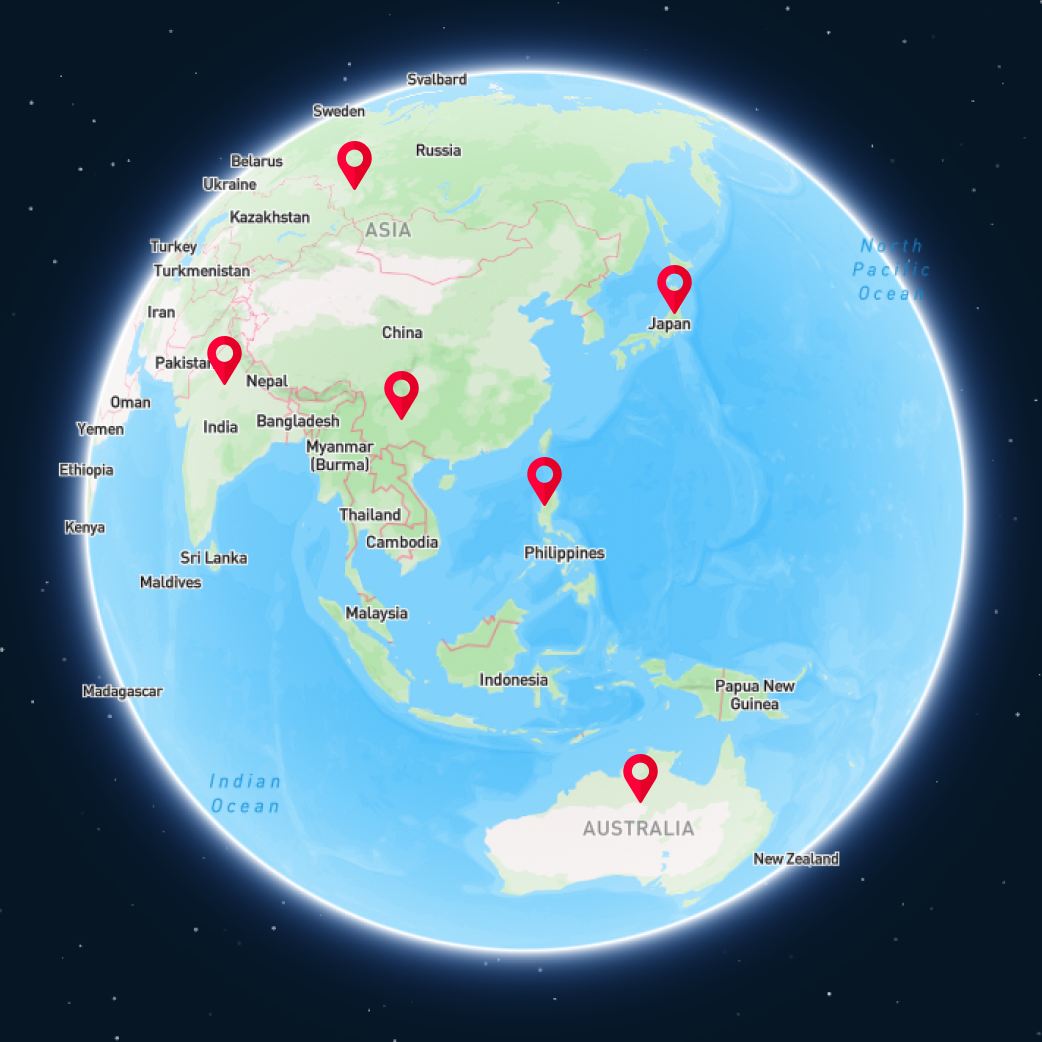 Svalbard
Sweden
Russia
Belarus
Ukraine
Kazakhstan
ASIA
Turkey
Turkmenistan
North
Pacific
Ocean
Iran
Japan
China
Pakistan
Nepal
Oman
India
Bangladesh
Yemen
Myanmar
(Burma)
Ethiopia
Thailand
Kenya
Cambodia
Philippines
Sri Lanka
Maldives
Malaysia
Indonesia
Madagascar
Papua New
Guinea
Indian
Ocean
AUSTRALIA
New Zealand